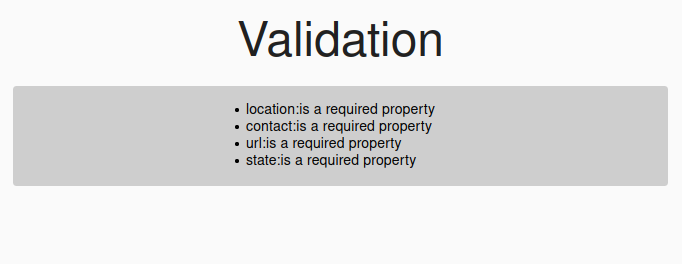 Validation
• location:is a required property
• contact:is a required property
• url:is a required property
• state:is a required property